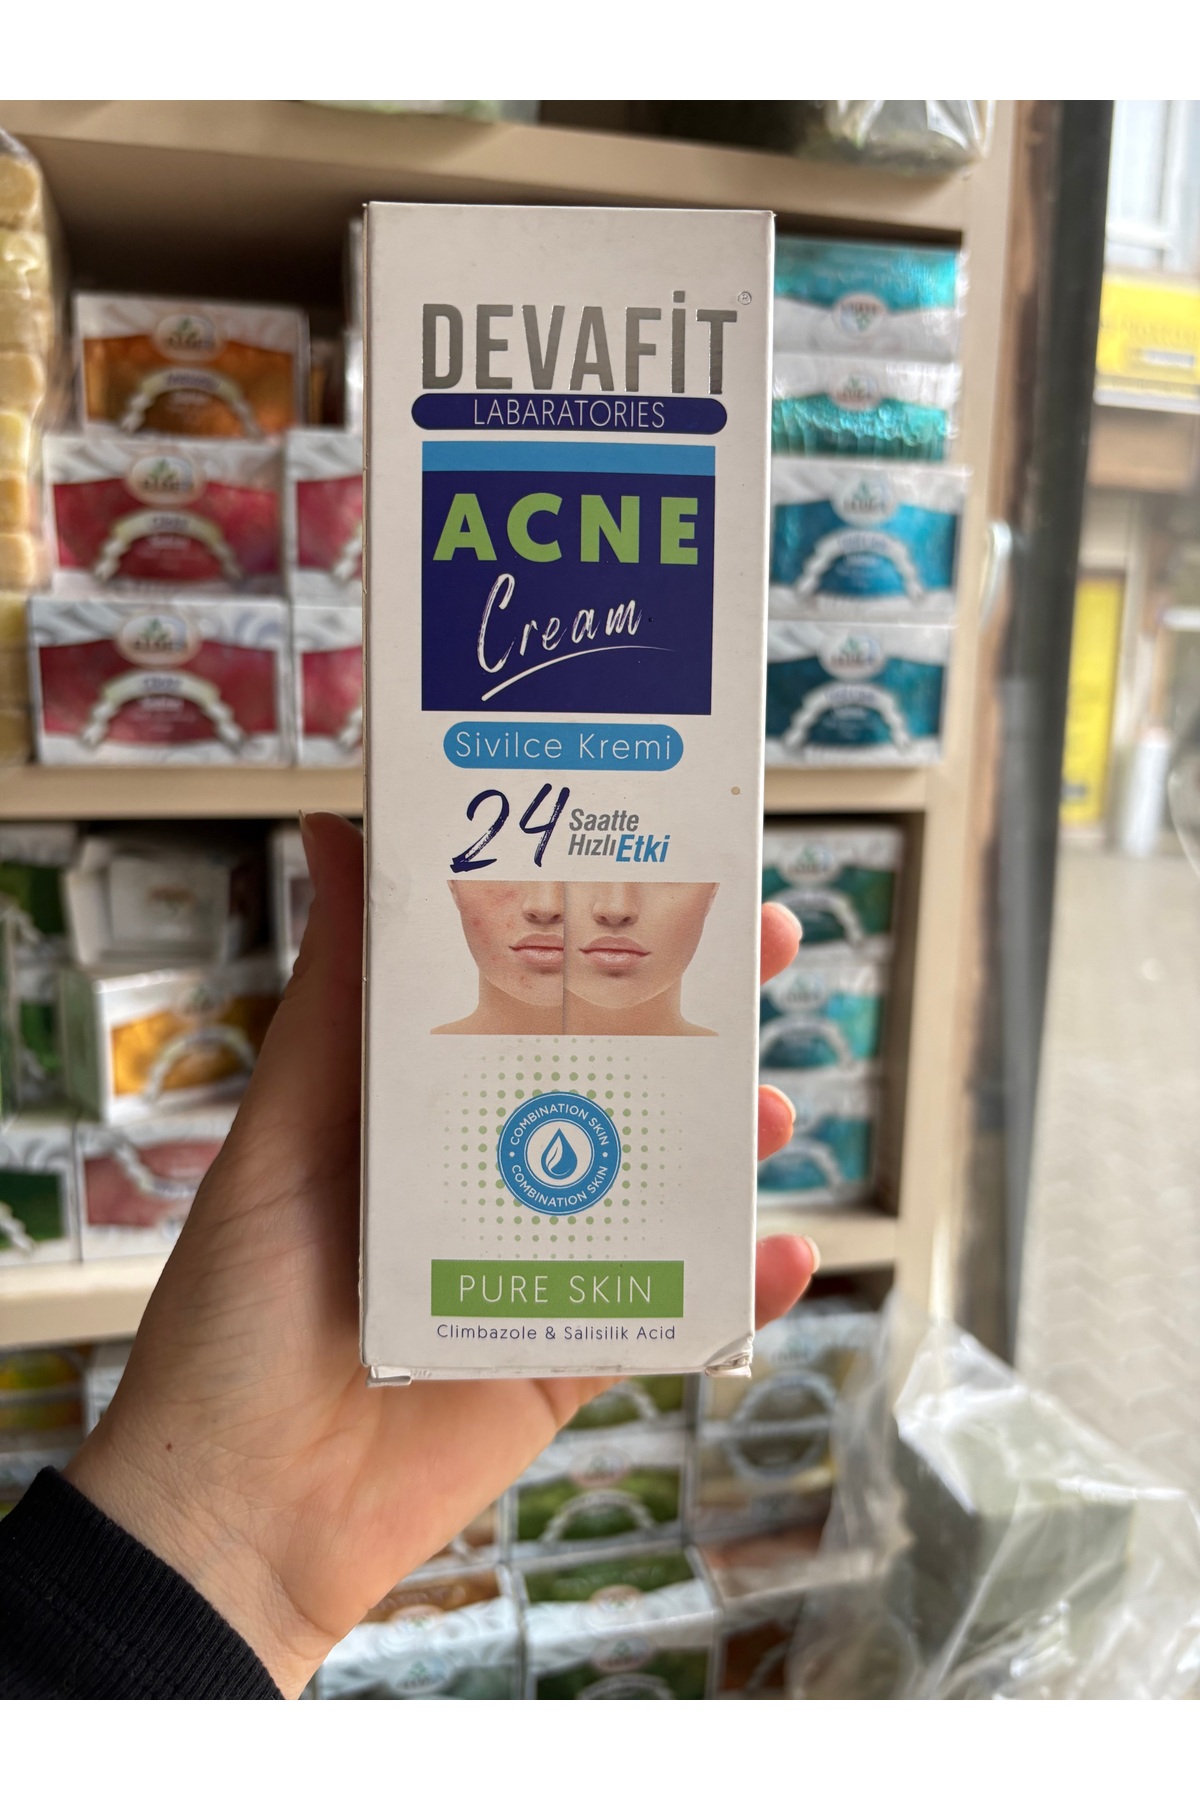 DEVAFİT®
LABARATORIES
ACNE
Cream
Sivilce Kremi
24 Saatte
Hızlı Etki
COMBINATION SKIN
COMBINATION SKIN
PURE SKIN
Climbazole & Salisilik Acid